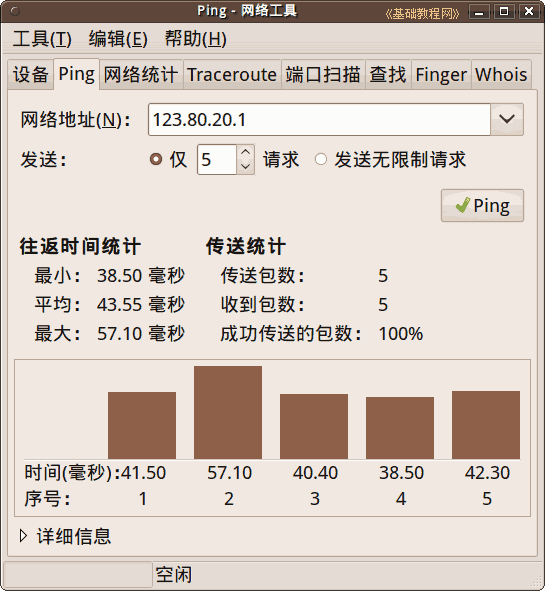 Ping - 网络工具
《基础教程网》
工具(T) 编辑(E) 帮助(H)
设备 Ping 网络统计 Traceroute 端口扫描 查找 Finger Whois
网络地址(N): 123.80.20.1
发送: 仅 5 请求 发送无限制请求
Ping
往返时间统计 传送统计
最小: 38.50 毫秒 传送包数: 5
平均: 43.55 毫秒 收到包数: 5
最大: 57.10 毫秒 成功传送的包数: 100%
时间(毫秒):41.50 57.10 40.40 38.50 42.30
序号: 1 2 3 4 5
详细信息
空闲